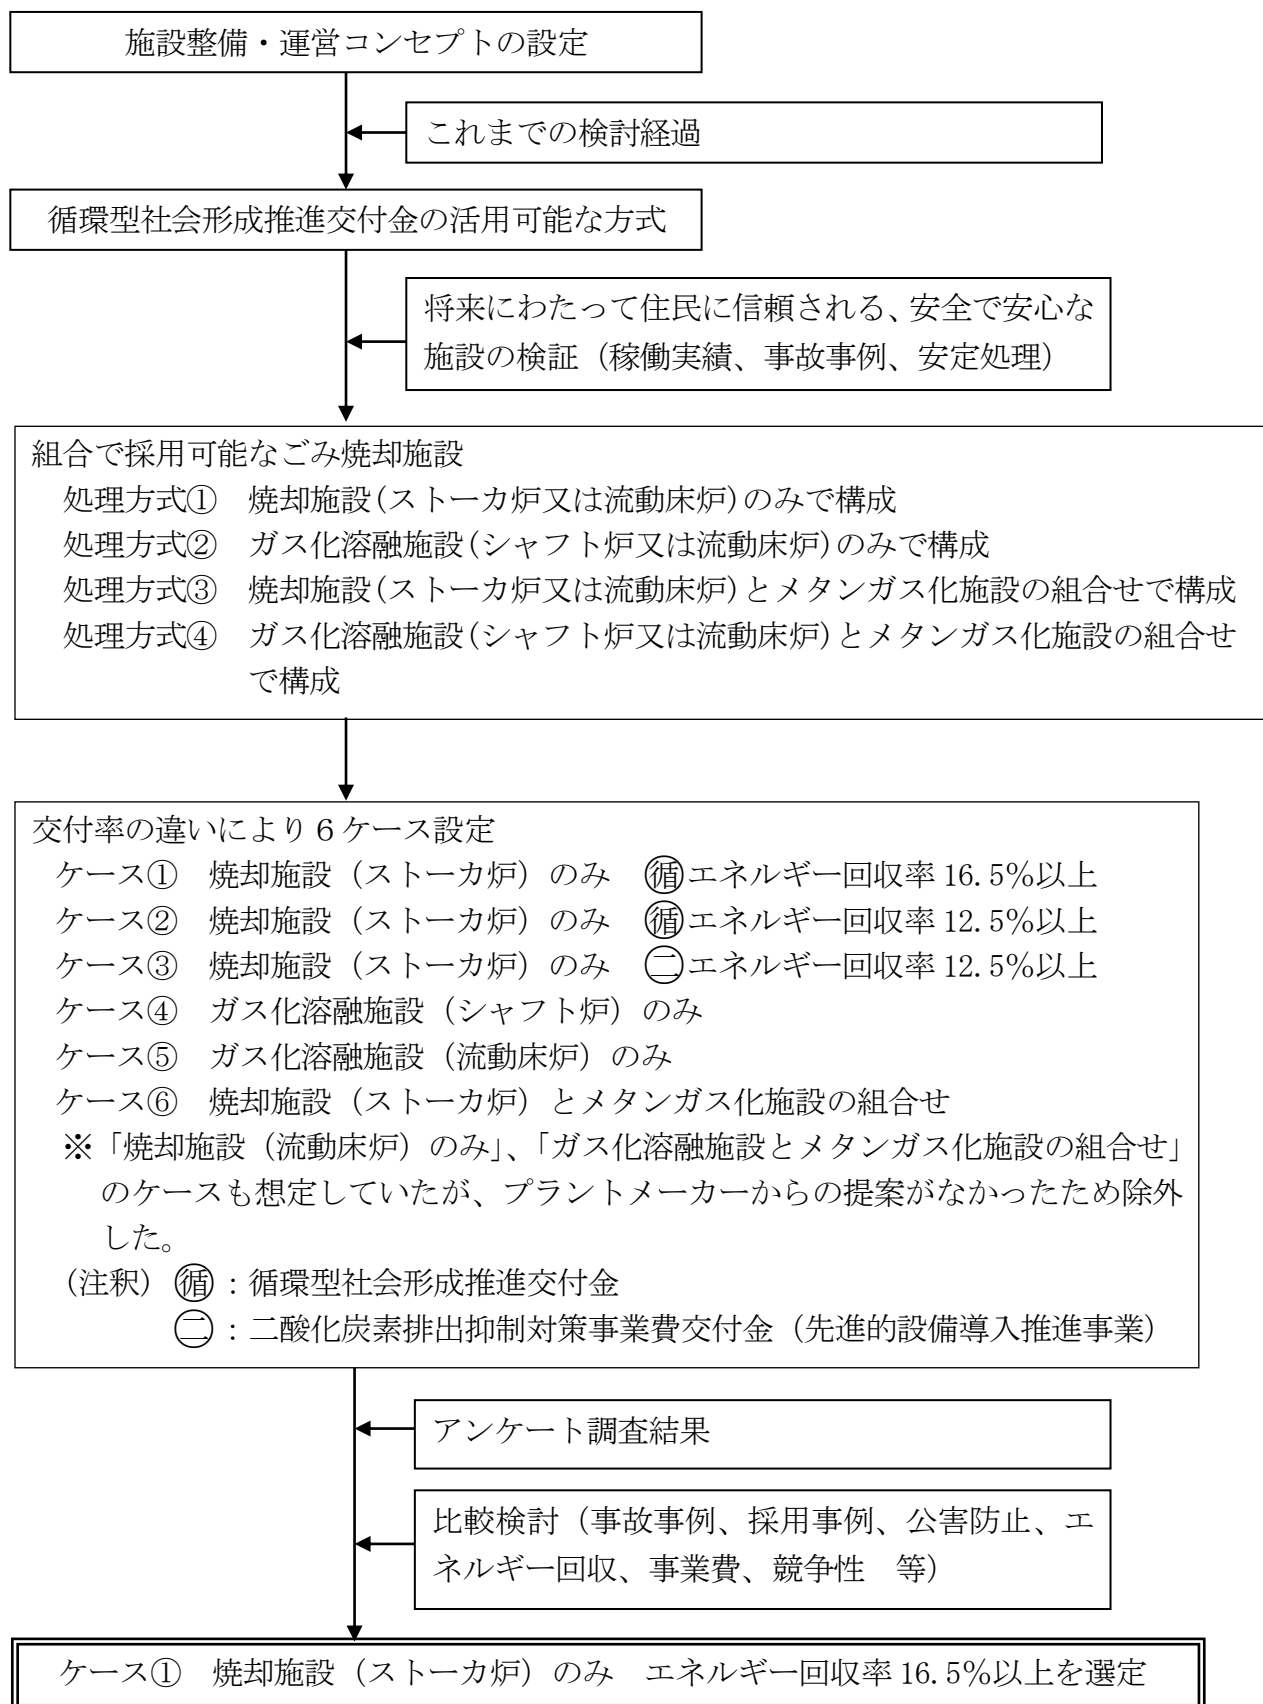 施設整備・運営コンセプトの設定
これまでの検討経過
循環型社会形成推進交付金の活用可能な方式
将来にわたって住民に信頼される、安全で安心な
施設の検証（稼働実績、事故事例、安定処理）
組合で採用可能なごみ焼却施設
処理方式①　焼却施設(ストーカ炉又は流動床炉)のみで構成
処理方式②　ガス化溶融施設(シャフト炉又は流動床炉)のみで構成
処理方式③　焼却施設(ストーカ炉又は流動床炉)とメタンガス化施設の組合せで構成
処理方式④　ガス化溶融施設(シャフト炉又は流動床炉)とメタンガス化施設の組合せ
で構成
交付率の違いにより６ケース設定
ケース①　焼却施設（ストーカ炉）のみ　㊝エネルギー回収率 16.5%以上
ケース②　焼却施設（ストーカ炉）のみ　循エネルギー回収率 12.5%以上
ケース③　焼却施設（ストーカ炉）のみ　㊁エネルギー回収率 12.5%以上
ケース④　ガス化溶融施設（シャフト炉）のみ
ケース⑤　ガス化溶融施設（流動床炉）のみ
ケース⑥　焼却施設（ストーカ炉）とメタンガス化施設の組合せ
※「焼却施設（流動床炉）のみ」、「ガス化溶融施設とメタンガス化施設の組合せ」
のケースも想定していたが、プラントメーカーからの提案がなかったため除外
した。
（注釈）循：循環型社会形成推進交付金
㊁：二酸化炭素排出抑制対策事業費交付金（先進的設備導入推進事業）
アンケート調査結果
比較検討（事故事例、採用事例、公害防止、エ
ネルギー回収、事業費、競争性　等）
ケース①　焼却施設（ストーカ炉）のみ　エネルギー回収率 16.5%以上を選定